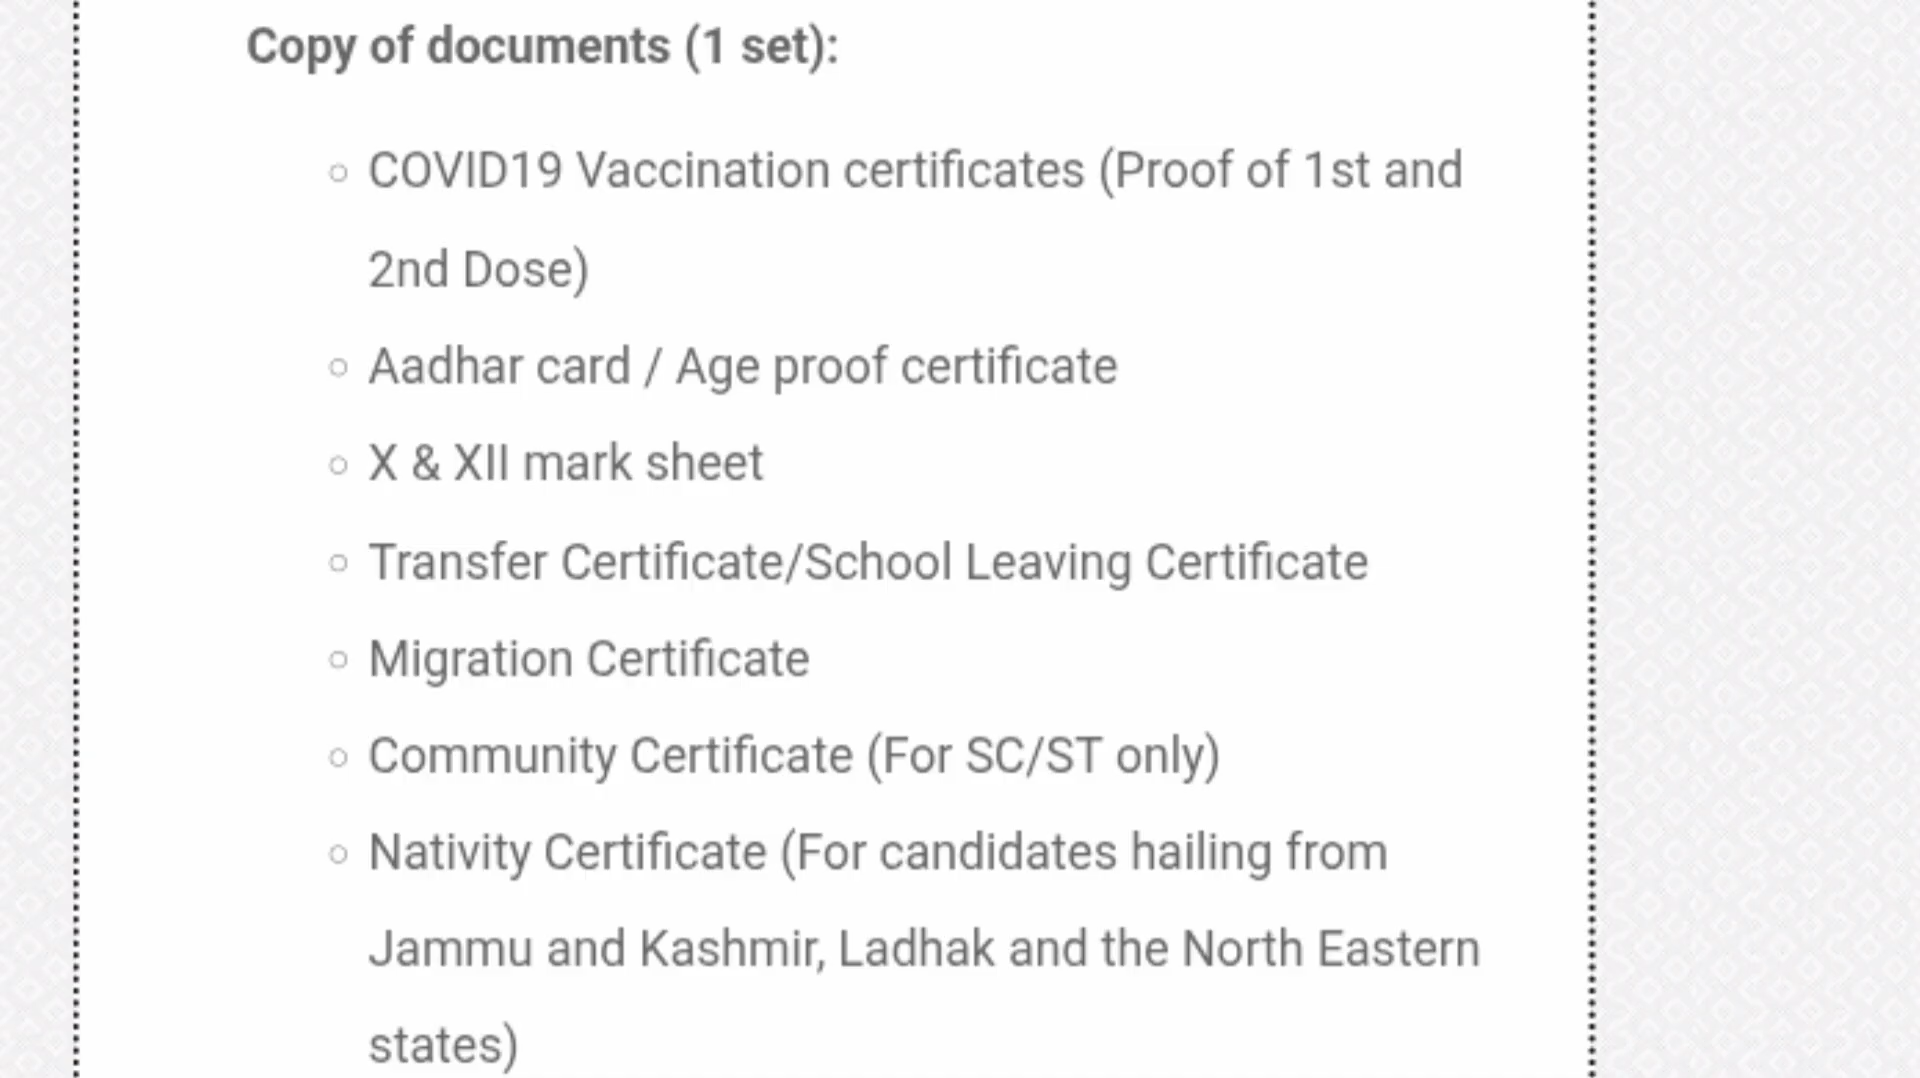 Copy of documents (1 set):
COVID19 Vaccination certificates (Proof of 1st and
2nd Dose)
Aadhar card / Age proof certificate
X & XII mark sheet
Transfer Certificate/School Leaving Certificate
Migration Certificate
Community Certificate (For SC/ST only)
Nativity Certificate (For candidates hailing from
Jammu and Kashmir, Ladhak and the North Eastern
states)